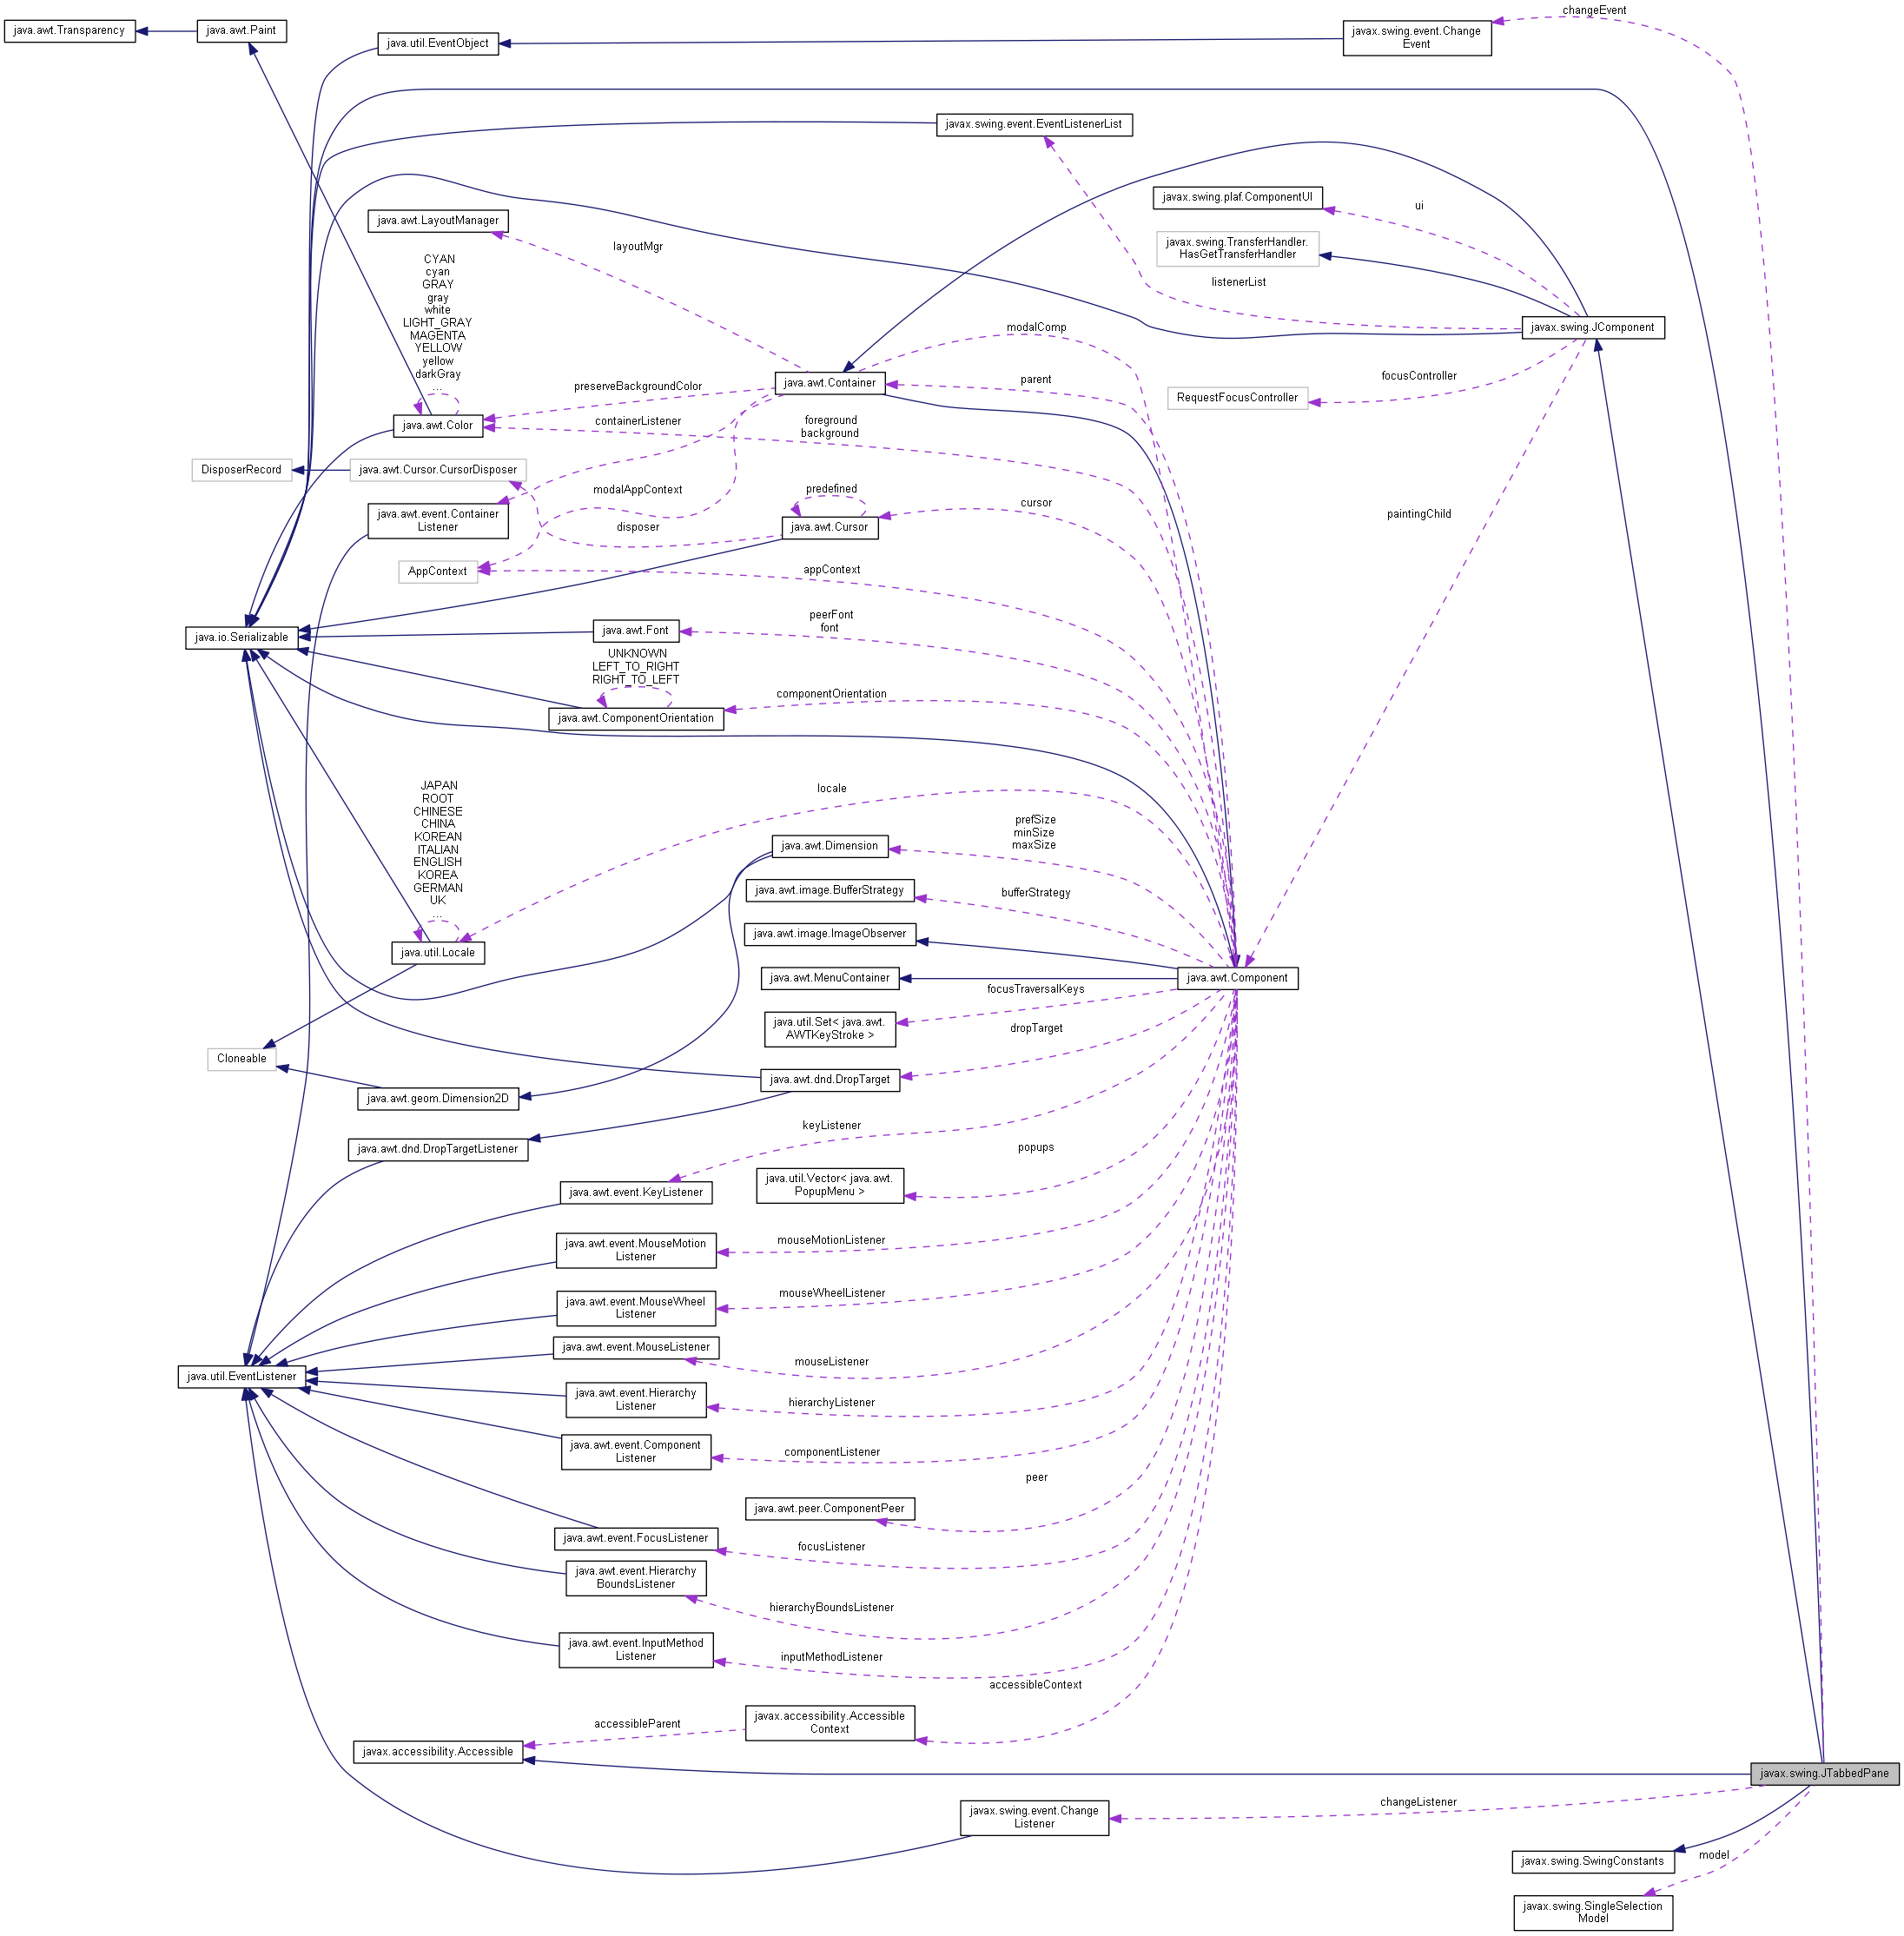 changeEvent
java.awt.Transparency
java.awt.Paint
java.util.EventObject
javax.swing.event.Change
Event
javax.swing.event.EventListenerList
javax.swing.plaf.ComponentUI
ui
java.awt.LayoutManager
layoutMgr
javax.swing.TransferHandler.
HasGetTransferHandler
listenerList
CYAN
cyan
GRAY
gray
white
LIGHT_GRAY
MAGENTA
YELLOW
yellow
darkGray
...
modalComp
javax.swing.JComponent
preserveBackgroundColor
java.awt.Container
parent
focusController
RequestFocusController
java.awt.Color
containerListener
foreground
background
DisposerRecord
java.awt.Cursor.CursorDisposer
modalAppContext
predefined
cursor
paintingChild
java.awt.event.Container
Listener
disposer
java.awt.Cursor
AppContext
appContext
java.io.Serializable
java.awt.Font
peerFont
font
UNKNOWN
LEFT_TO_RIGHT
RIGHT_TO_LEFT
componentOrientation
java.awt.ComponentOrientation
JAPAN
ROOT
CHINESE
CHINA
KOREAN
ITALIAN
ENGLISH
KOREA
GERMAN
UK
...
locale
java.awt.Dimension
prefSize
minSize
maxSize
java.awt.image.BufferStrategy
bufferStrategy
java.awt.image.ImageObserver
java.util.Locale
java.awt.MenuContainer
java.awt.Component
focusTraversalKeys
java.util.Set< java.awt.
AWTKeyStroke >
dropTarget
Cloneable
java.awt.geom.Dimension2D
java.awt.dnd.DropTarget
java.awt.dnd.DropTargetListener
keyListener
popups
java.awt.event.KeyListener
java.util.Vector< java.awt.
PopupMenu >
java.awt.event.MouseMotion
Listener
mouseMotionListener
java.awt.event.MouseWheel
Listener
mouseWheelListener
java.awt.event.MouseListener
mouseListener
java.util.EventListener
java.awt.event.Hierarchy
Listener
hierarchyListener
java.awt.event.Component
Listener
componentListener
peer
java.awt.peer.ComponentPeer
java.awt.event.FocusListener
focusListener
java.awt.event.Hierarchy
BoundsListener
hierarchyBoundsListener
java.awt.event.InputMethod
Listener
inputMethodListener
accessibleContext
javax.accessibility.Accessible
Context
accessibleParent
javax.accessibility.Accessible
javax.swing.JTabbedPane
changeListener
javax.swing.event.Change
Listener
javax.swing.SwingConstants
model
javax.swing.SingleSelection
Model